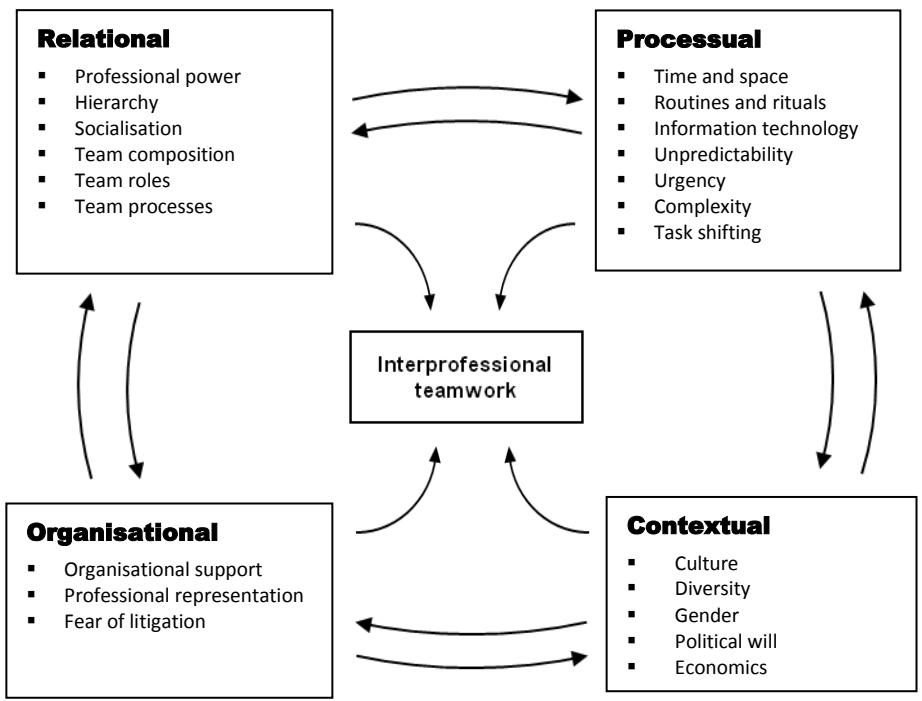 Relational
▪ Professional power
▪ Hierarchy
▪ Socialisation
▪ Team composition
▪ Team roles
▪ Team processes
Processual
▪ Time and space
▪ Routines and rituals
▪ Information technology
▪ Unpredictability
▪ Urgency
▪ Complexity
▪ Task shifting
Interprofessional
teamwork
Organisational
▪ Organisational support
▪ Professional representation
▪ Fear of litigation
Contextual
▪ Culture
▪ Diversity
▪ Gender
▪ Political will
▪ Economics